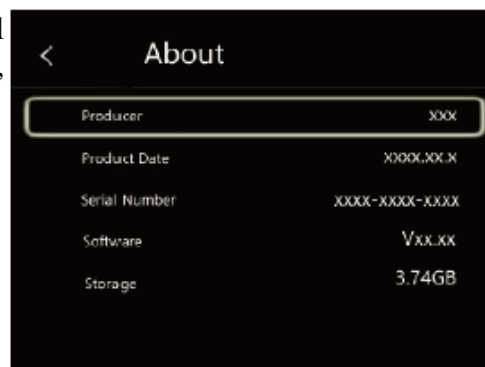 < About
Producer xxx
Product Date xxxx.xx.x
Serial Number xxxx-xxxx-xxxx
Software Vxx.xx
Storage 3.74GB